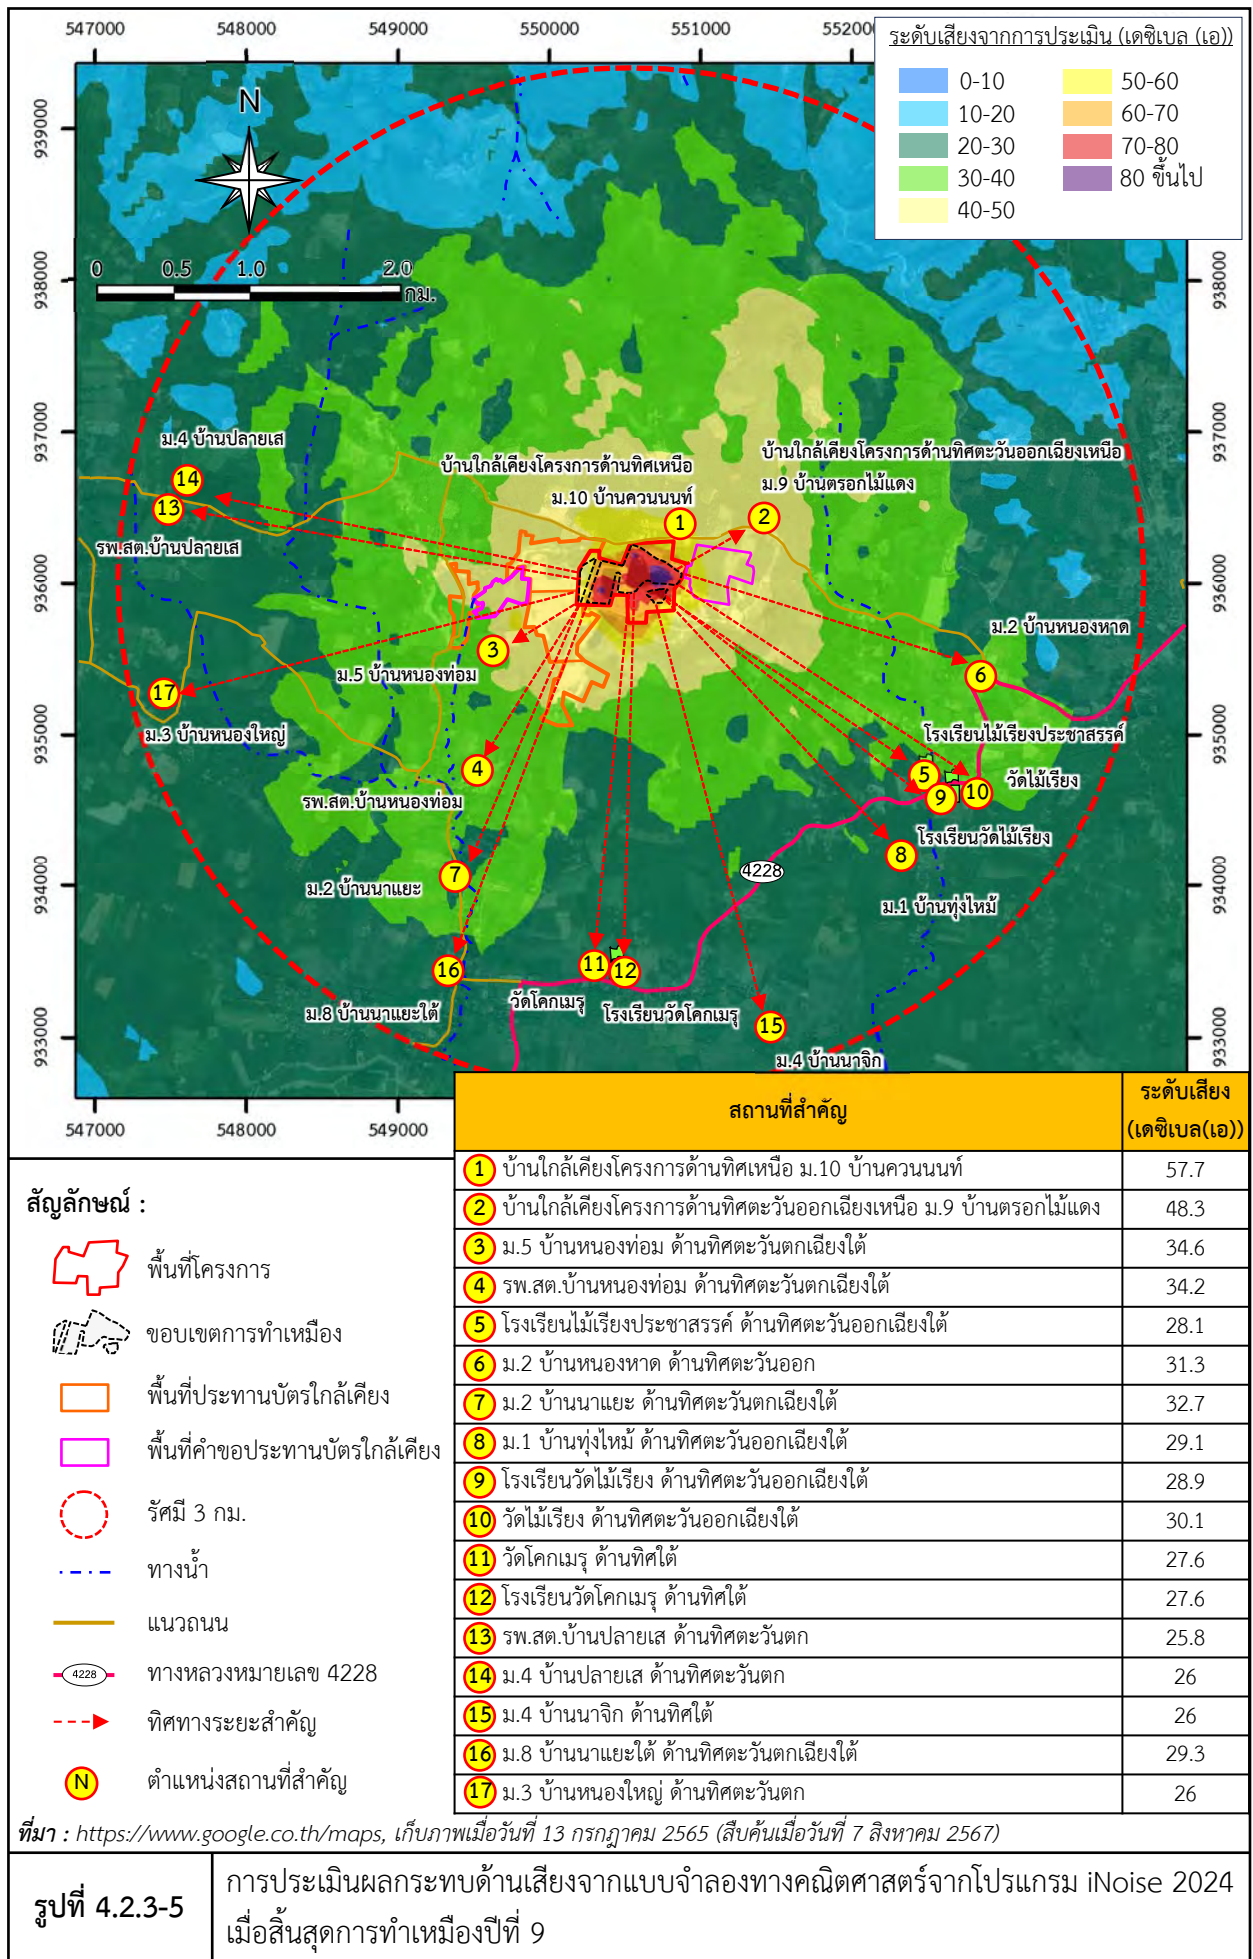 547000 548000 549000 550000 551000 552000
ระดับเสียงจากการประเมิน (เดซิเบล (เอ))
0-10 50-60
10-20 60-70
20-30 70-80
30-40 80 ขึ้นไป
40-50
N
0 0.5 1.0 2.0
กม.
939000
938000 938000
937000 937000
936000 936000
935000 935000
934000 934000
933000 933000
ม.4 บ้านปลายเส
14
13
รพ.สต.บ้านปลายเส
บ้านใกล้เคียงโครงการด้านทิศเหนือ
ม.10 บ้านควนนนท์
1
บ้านใกล้เคียงโครงการด้านทิศตะวันออกเฉียงเหนือ
ม.9 บ้านตรอกไม้แดง
2
3
ม.5 บ้านหนองท่อม
ม.2 บ้านหนองหาด
6
17
ม.3 บ้านหนองใหญ่
4
รพ.สต.บ้านหนองท่อม
โรงเรียนไม้เรียงประชาสรรค์
5
9
10
วัดไม้เรียง
โรงเรียนวัดไม้เรียง
8
4228
7
ม.2 บ้านนาแยะ
ม.1 บ้านทุ่งไหม้
16
ม.8 บ้านนาแยะใต้
11
12
วัดโคกเมรุ
โรงเรียนวัดโคกเมรุ
15
ม.4 บ้านนาจิก
547000 548000 549000
สถานที่สำคัญ ระดับเสียง
(เดซิเบล(เอ))
1 บ้านใกล้เคียงโครงการด้านทิศเหนือ ม.10 บ้านควนนนท์ 57.7
2 บ้านใกล้เคียงโครงการด้านทิศตะวันออกเฉียงเหนือ ม.9 บ้านตรอกไม้แดง 48.3
3 ม.5 บ้านหนองท่อม ด้านทิศตะวันตกเฉียงใต้ 34.6
4 รพ.สต.บ้านหนองท่อม ด้านทิศตะวันตกเฉียงใต้ 34.2
5 โรงเรียนไม้เรียงประชาสรรค์ ด้านทิศตะวันออกเฉียงใต้ 28.1
6 ม.2 บ้านหนองหาด ด้านทิศตะวันออก 31.3
7 ม.2 บ้านนาแยะ ด้านทิศตะวันตกเฉียงใต้ 32.7
8 ม.1 บ้านทุ่งไหม้ ด้านทิศตะวันออกเฉียงใต้ 29.1
9 โรงเรียนวัดไม้เรียง ด้านทิศตะวันออกเฉียงใต้ 28.9
10 วัดไม้เรียง ด้านทิศตะวันออกเฉียงใต้ 30.1
11 วัดโคกเมรุ ด้านทิศใต้ 27.6
12 โรงเรียนวัดโคกเมรุ ด้านทิศใต้ 27.6
13 รพ.สต.บ้านปลายเส ด้านทิศตะวันตก 25.8
14 ม.4 บ้านปลายเส ด้านทิศตะวันตก 26
15 ม.4 บ้านนาจิก ด้านทิศใต้ 26
16 ม.8 บ้านนาแยะใต้ ด้านทิศตะวันตกเฉียงใต้ 29.3
17 ม.3 บ้านหนองใหญ่ ด้านทิศตะวันตก 26
สัญลักษณ์ :
พื้นที่โครงการ
ขอบเขตการทำเหมือง
พื้นที่ประทานบัตรใกล้เคียง
พื้นที่คำขอประทานบัตรใกล้เคียง
รัศมี 3 กม.
ทางน้ำ
แนวถนน
4228 ทางหลวงหมายเลข 4228
ทิศทางระยะสำคัญ
N ตำแหน่งสถานที่สำคัญ
ที่มา : https://www.google.co.th/maps, เก็บภาพเมื่อวันที่ 13 กรกฎาคม 2565 (สืบค้นเมื่อวันที่ 7 สิงหาคม 2567)
รูปที่ 4.2.3-5
การประเมินผลกระทบด้านเสียงจากแบบจำลองทางคณิตศาสตร์จากโปรแกรม iNoise 2024
เมื่อสิ้นสุดการทำเหมืองปีที่ 9